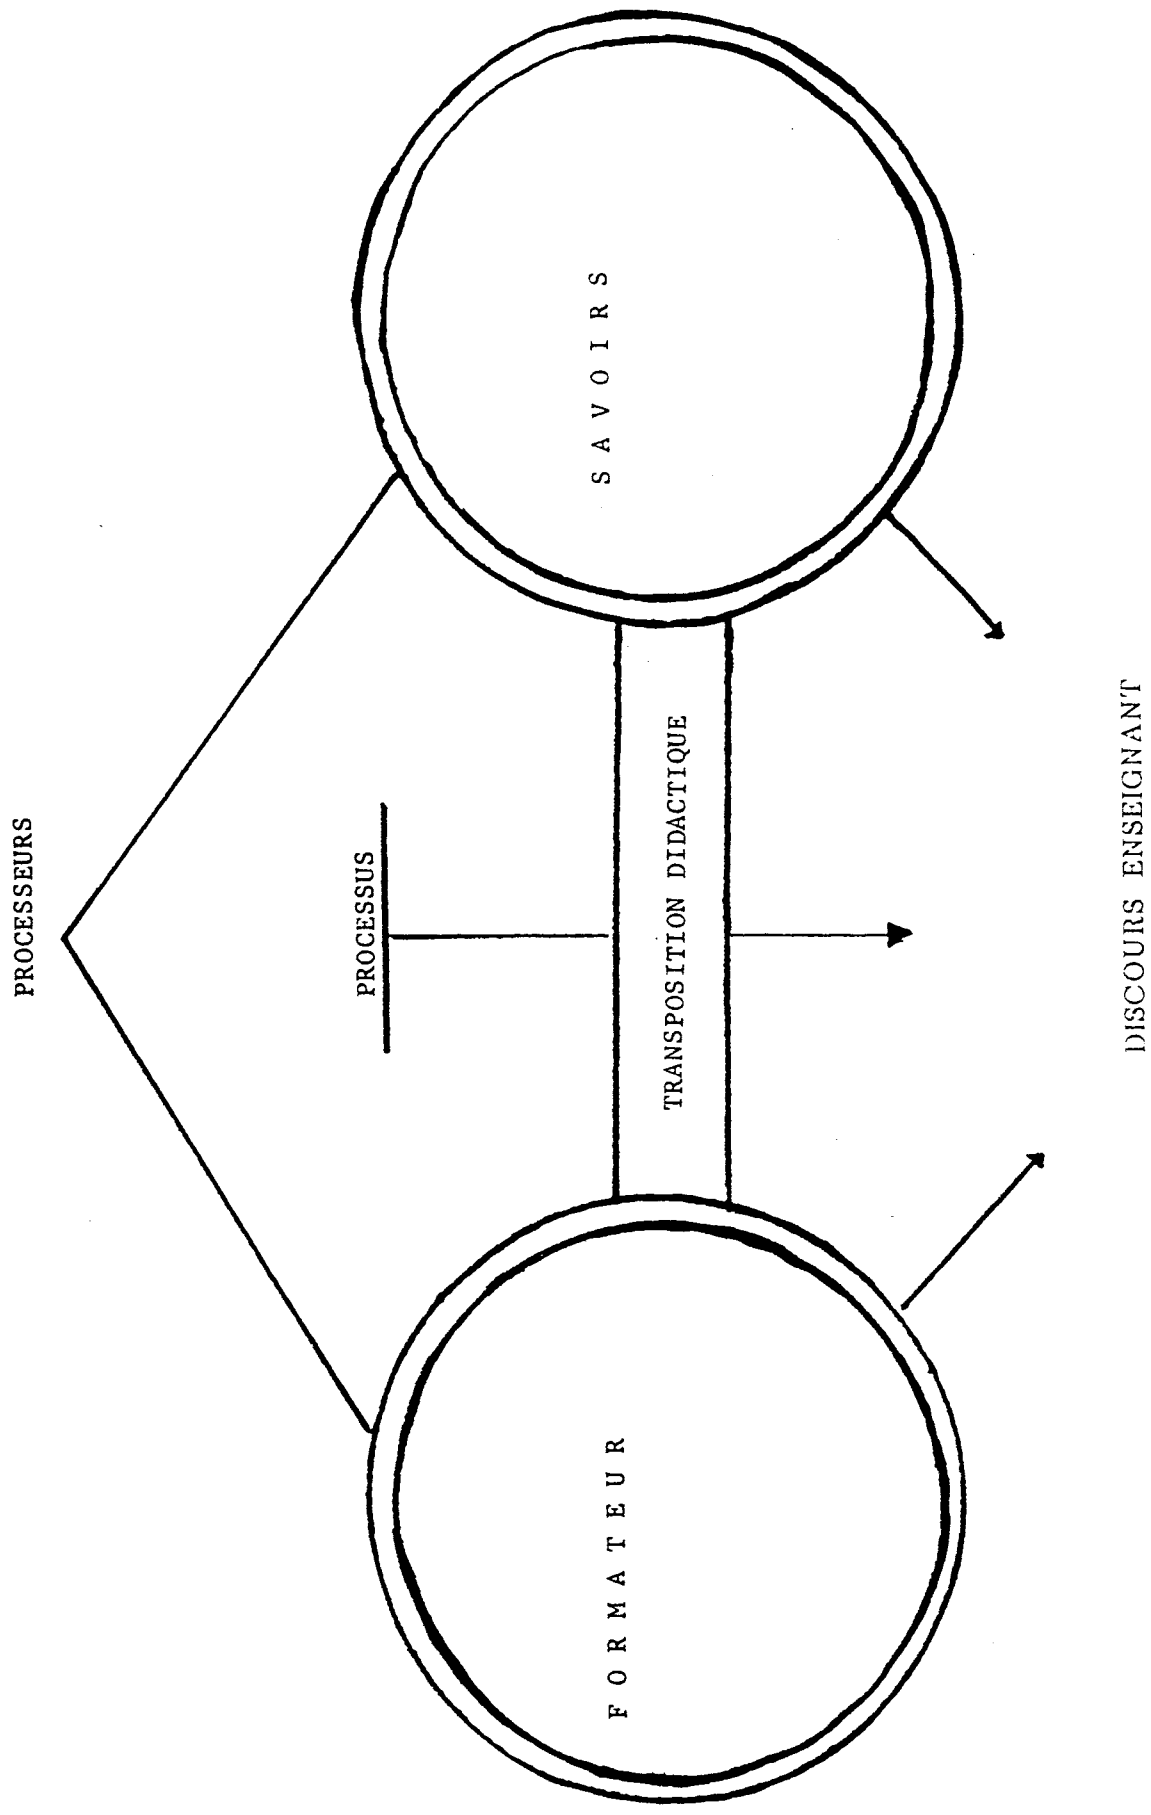 PROCESSEURS
PROCESSUS
FORMATEUR
TRANSPOSITION DIDACTIQUE
SAVOIRS
DISCOURS ENSEIGNANT